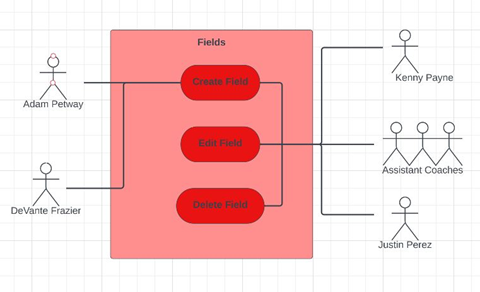 Fields
Create Field
Edit Field
Delete Field
Adam Petway
DeVante Frazier
Kenny Payne
Assistant Coaches
Justin Perez